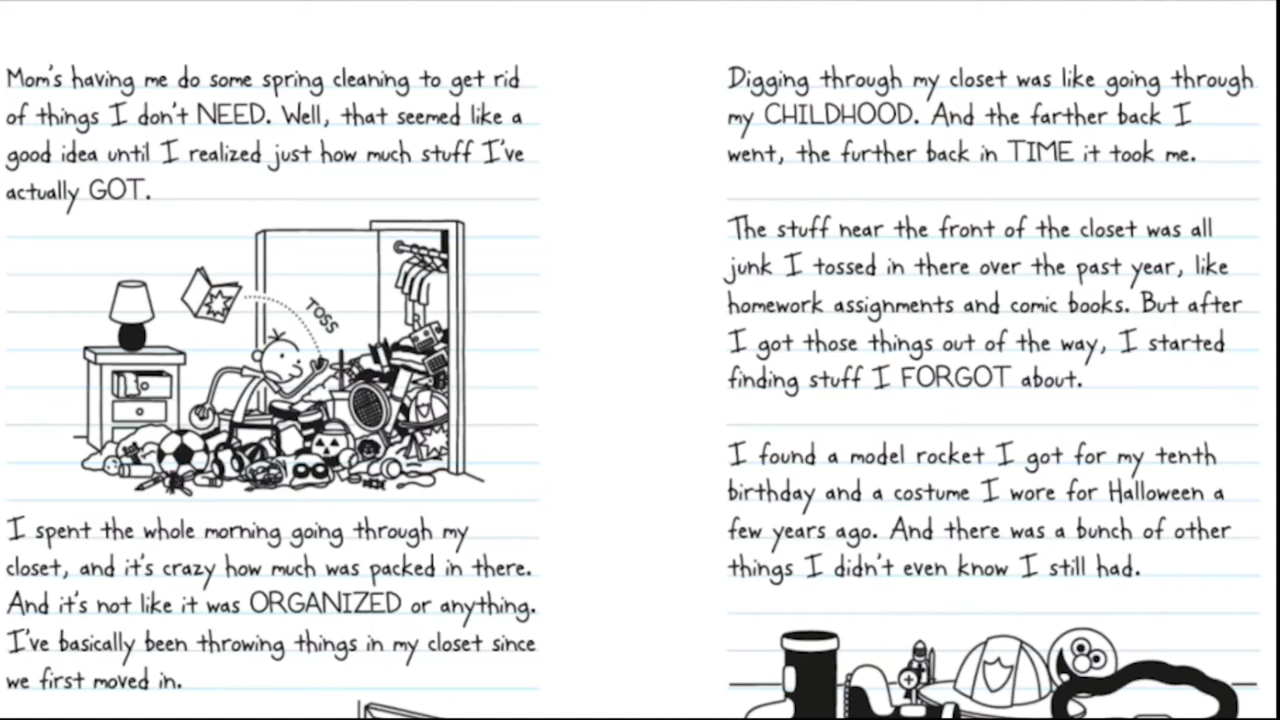 Mom's having me do some spring cleaning to get rid
of things I don't NEED. Well, that seemed like a
good idea until I realized just how much stuff I've
actually GOT.
TOSS
I spent the whole morning going through my
closet, and it's crazy how much was packed in there.
And it's not like it was ORGANIZED or anything.
I've basically been throwing things in my closet since
we first moved in.
Digging through my closet was like going through
my CHILDHOOD. And the farther back I
went, the further back in TIME it took me.
The stuff near the front of the closet was all
junk I tossed in there over the past year, like
homework assignments and comic books. But after
I got those things out of the way, I started
finding stuff I FORGOT about.
I found a model rocket I got for my tenth
birthday and a costume I wore for Halloween a
few years ago. And there was a bunch of other
things I didn't even know I still had.